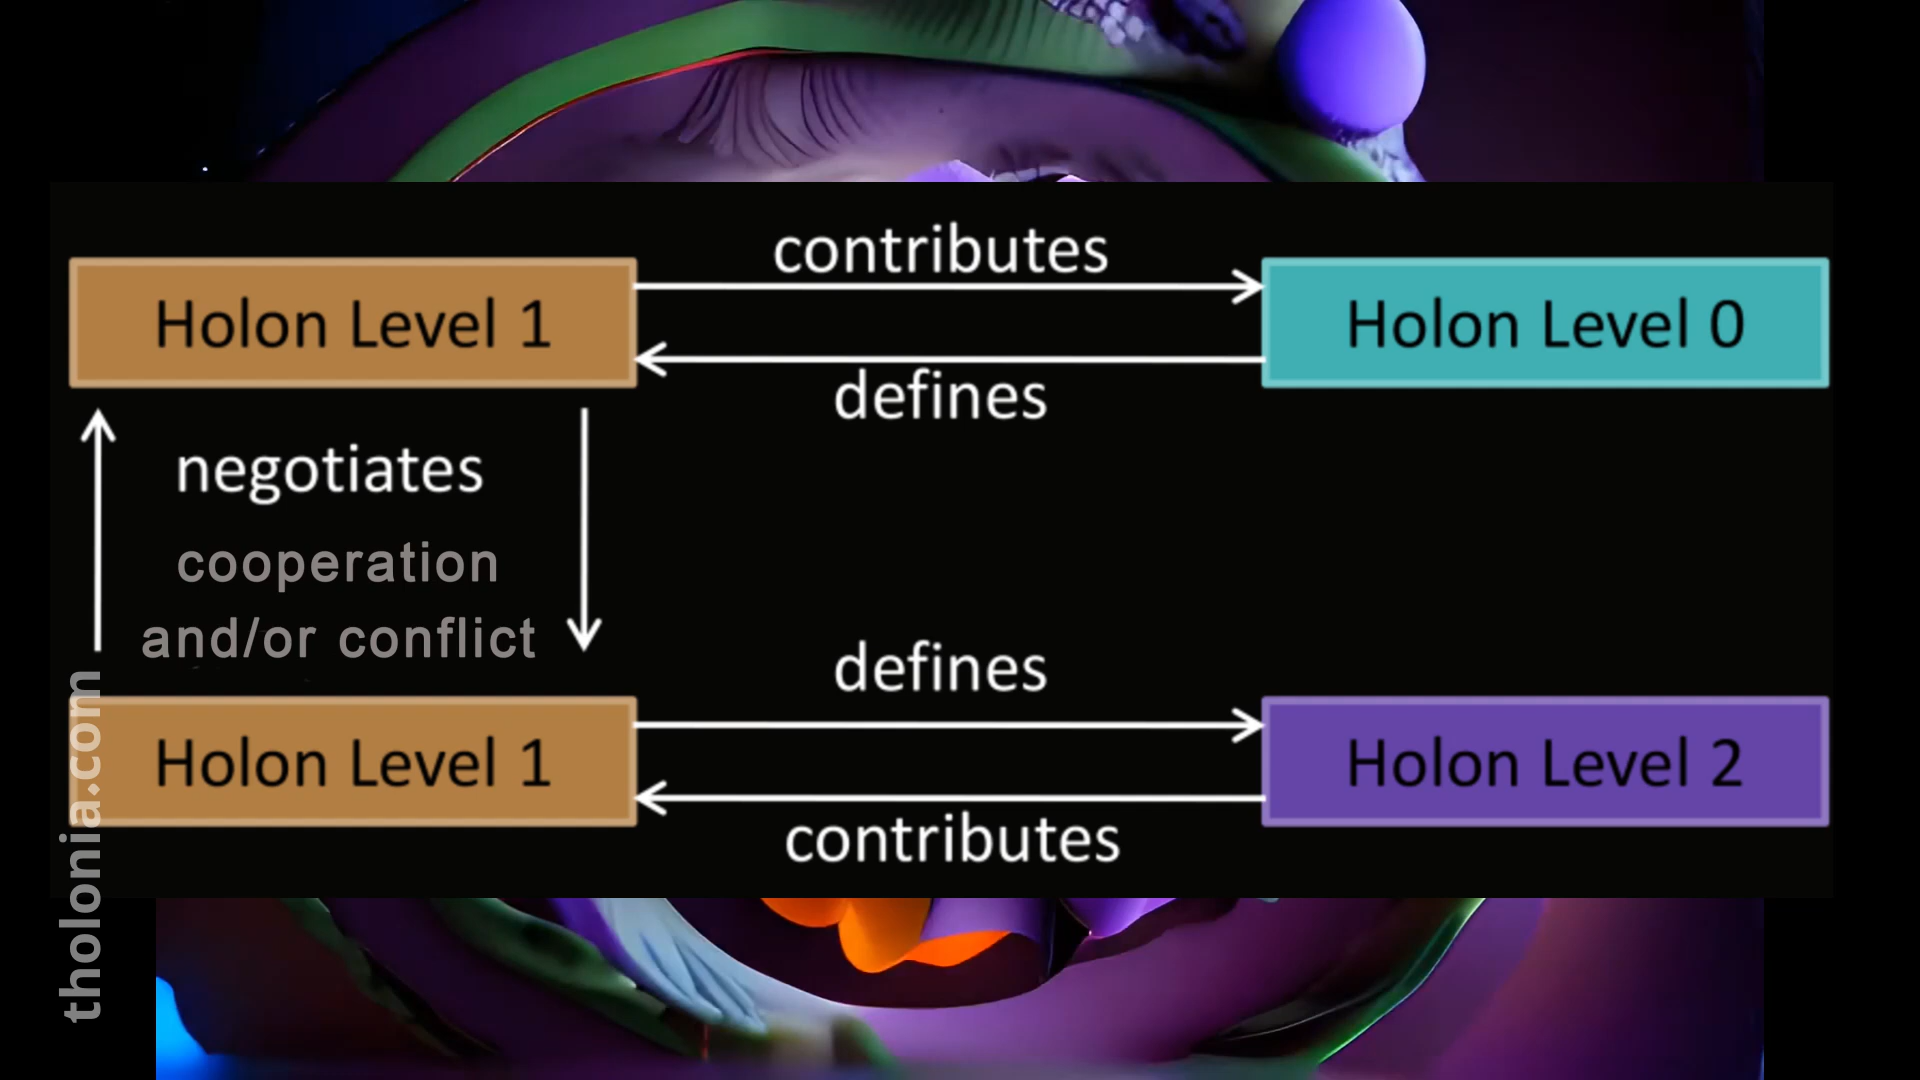 contributes
Holon Level 1
Holon Level 0
defines
negotiates
cooperation
and/or conflict
defines
Holon Level 1
Holon Level 2
contributes
tholonia.com